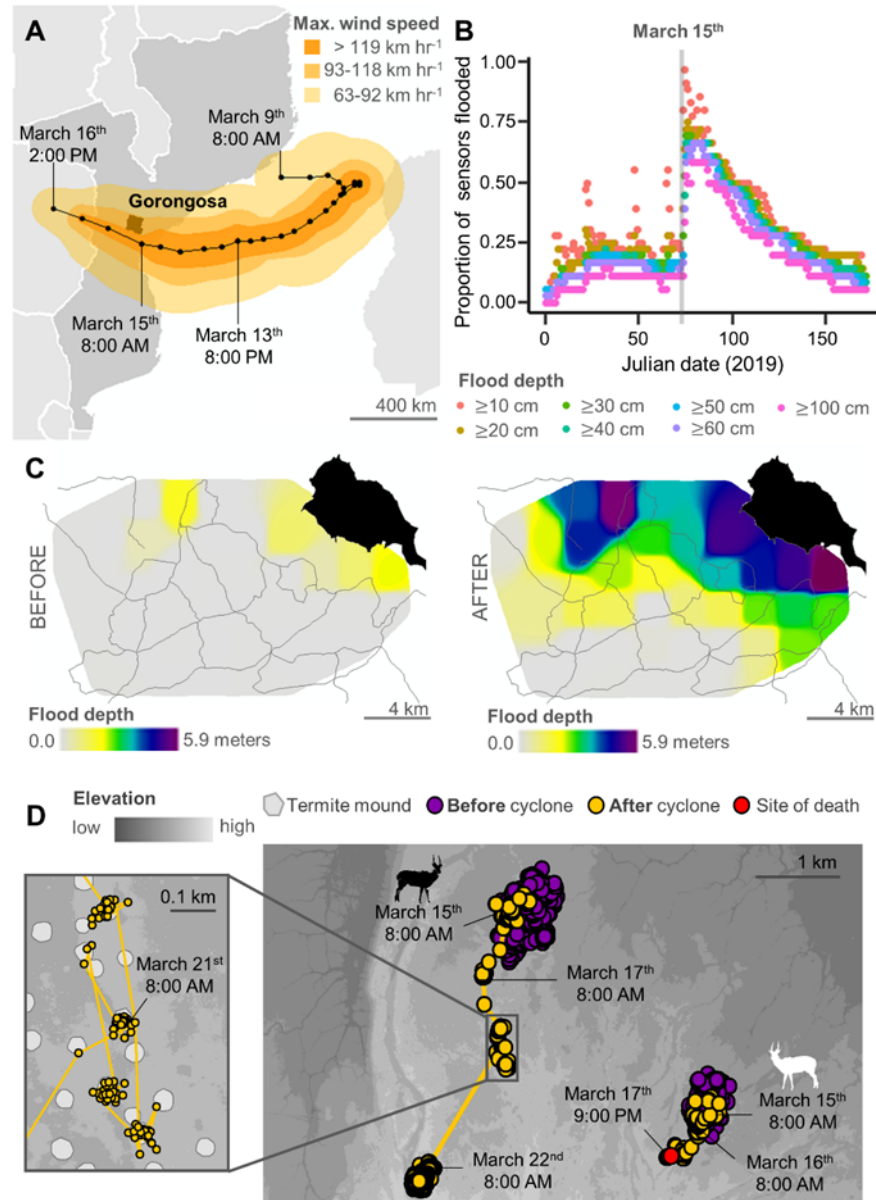 A
Max. wind speed
> 119 km hr⁻¹
93-118 km hr⁻¹
63-92 km hr⁻¹
March 9th
8:00 AM
March 16th
2:00 PM
Gorongosa
March 15th
8:00 AM
March 13th
8:00 PM
400 km
B
March 15th
Proportion of sensors flooded
1.00
0.75
0.50
0.25
0.00
0
50
100
150
Julian date (2019)
Flood depth
≥10 cm
≥30 cm
≥50 cm
≥100 cm
≥20 cm
≥40 cm
≥60 cm
C
BEFORE
Flood depth
0.0
5.9 meters
4 km
AFTER
Flood depth
0.0
5.9 meters
4 km
D
Elevation
low
high
Termite mound
Before cyclone
After cyclone
Site of death
0.1 km
March 21st
8:00 AM
1 km
March 15th
8:00 AM
March 17th
8:00 AM
March 22nd
8:00 AM
March 17th
9:00 PM
March 15th
8:00 AM
March 16th
8:00 AM